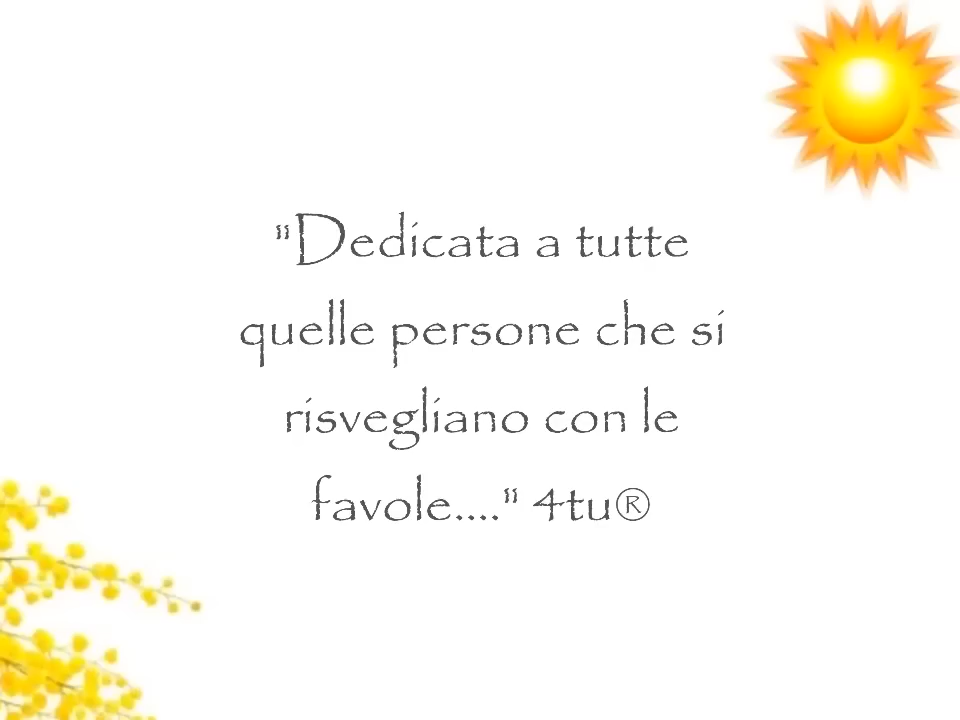 "Dedicata a tutte
quelle persone che si
risvegliano con le
favole...." 4tu®